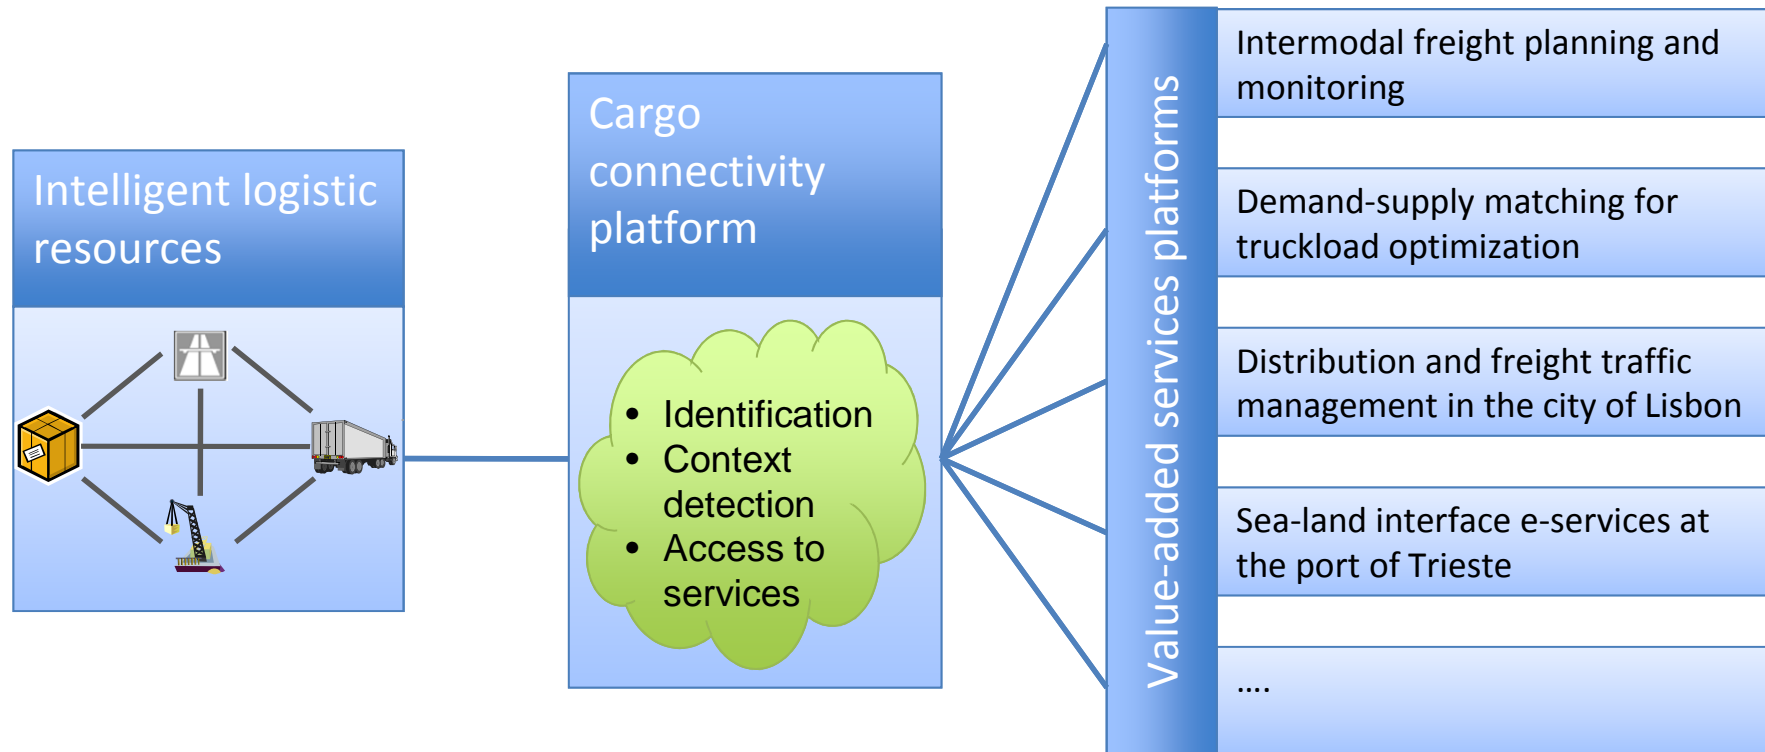 Intelligent logistic
resources
Cargo
connectivity
platform
• Identification
• Context
detection
• Access to
services
Value-added services platforms
Intermodal freight planning and
monitoring
Demand-supply matching for
truckload optimization
Distribution and freight traffic
management in the city of Lisbon
Sea-land interface e-services at
the port of Trieste
....